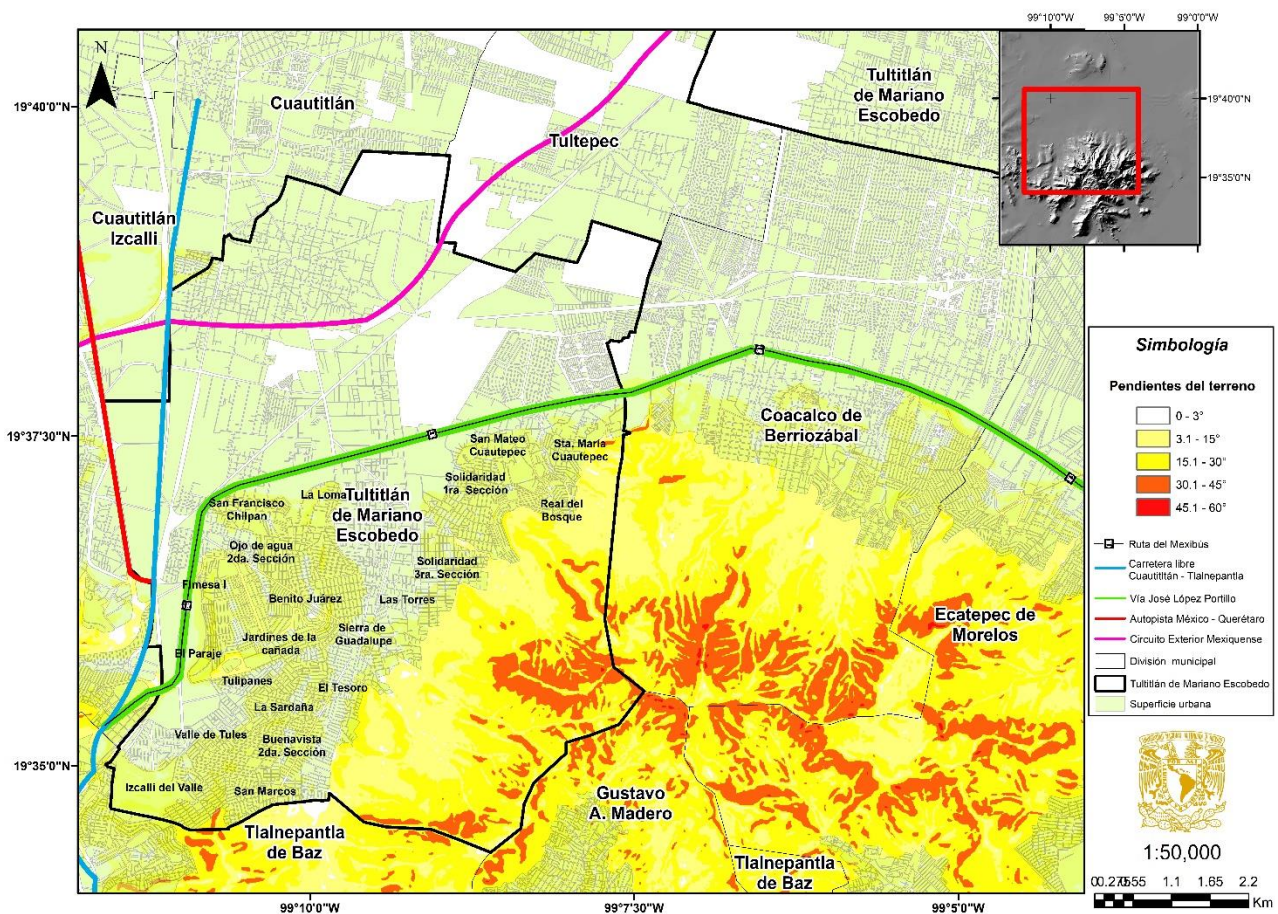 99°10'0"W 99°5'0"W 99°0'0"W
N
19°40'0"N
19°37'30"N
19°35'0"N
Cuautitlán
Tultepec
Tultitlán
de Mariano
Escobedo
Cuautitlán
Izcalli
19°40'0"N
19°35'0"N
Coacalco de
Berriozábal
San Mateo
Cuautepec
Sta. María
Cuautepec
Solidaridad
1ra. Sección
Real del
Bosque
San Francisco
Chilpan
La Loma
Tultitlán
de Mariano
Escobedo
Ojo de agua
2da. Sección
Solidaridad
3ra. Sección
Fimesa I
Benito Juárez
Las Torres
Jardines de la
cañada
Sierra de
Guadalupe
El Paraje
Tulipanes
El Tesoro
La Sardaña
Valle de Tules
Buenavista
2da. Sección
Izcalli del Valle
San Marcos
Ecatepec de
Morelos
Gustavo
A. Madero
Tlalnepantla
de Baz
Tlalnepantla
de Baz
99°10'0"W 99°7'30"W 99°5'0"W
Simbología
Pendientes del terreno
0 - 3°
3.1 - 15°
15.1 - 30°
30.1 - 45°
45.1 - 60°
Ruta del Mexibús
Carretera libre
Cuautitltán - Tlalnepantla
Vía José López Portillo
Autopista México - Querétaro
Circuito Exterior Mexiquense
División municipal
Tultitlán de Mariano Escobedo
Superficie urbana
1:50,000
0 0.275 0.55 1.1 1.65 2.2
Km